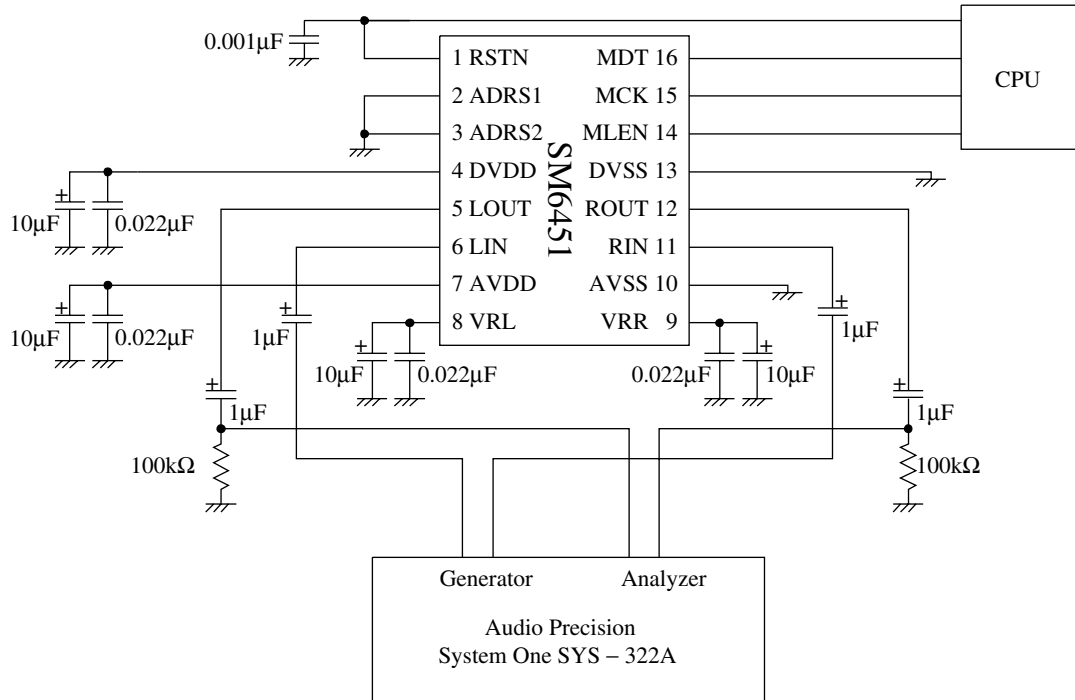 0.001μF
1 RSTN
MDT 16
CPU
2 ADRS1
MCK 15
3 ADRS2
MLEN 14
SM6451
4 DVDD
DVSS 13
+
10μF
0.022μF
5 LOUT
ROUT 12
6 LIN
RIN 11
7 AVDD
AVSS 10
+
10μF
0.022μF
+
1μF
8 VRL
VRR 9
+
1μF
+
10μF
0.022μF
0.022μF
+
10μF
+
1μF
+
1μF
100kΩ
100kΩ
Generator
Analyzer
Audio Precision
System One SYS – 322A